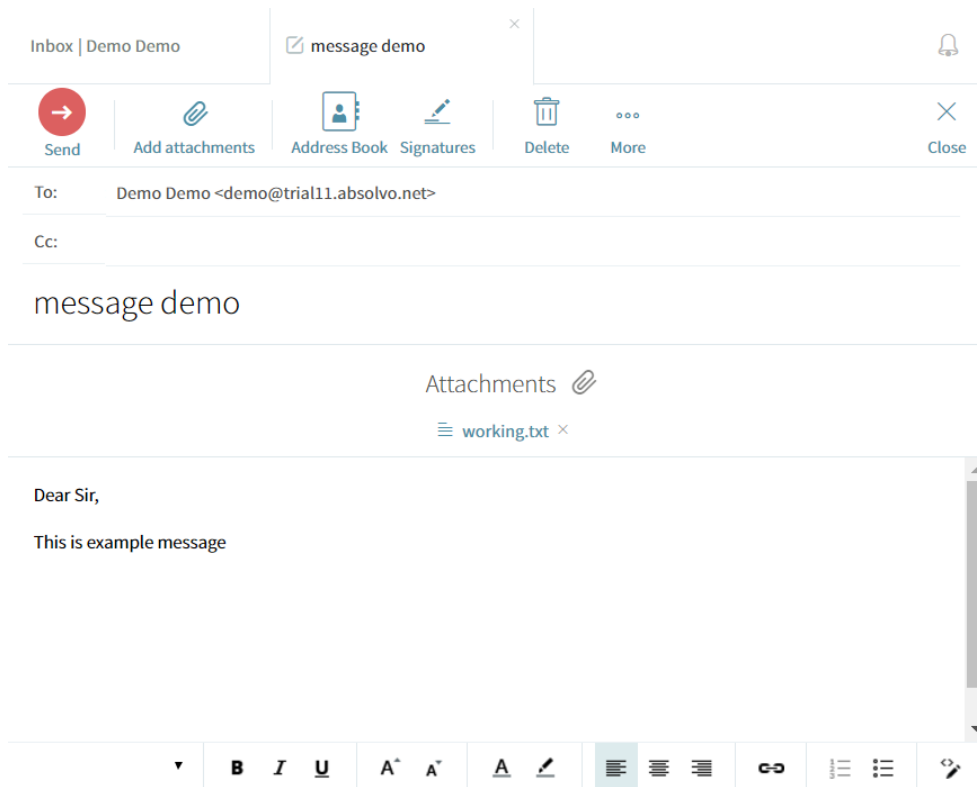 Inbox | Demo Demo
message demo
Send
Add attachments
Address Book
Signatures
Delete
More
Close
To: Demo Demo <demo@trial11.absolvo.net>
Cc:
message demo
Attachments
working.txt
Dear Sir,
This is example message
B I U A A A